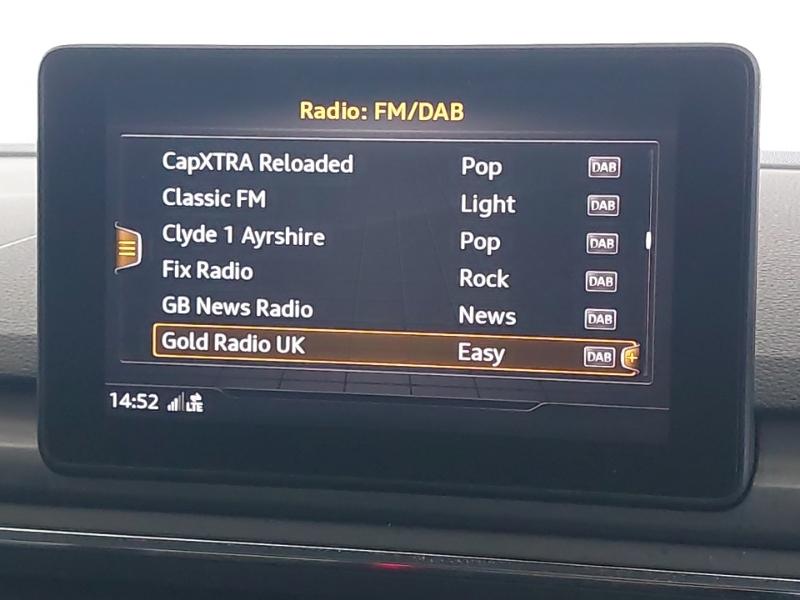 Radio: FM/DAB
CapXTRA Reloaded Pop DAB
Classic FM Light DAB
Clyde 1 Ayrshire Pop DAB
Fix Radio Rock DAB
GB News Radio News DAB
Gold Radio UK Easy DAB +
14:52 LTE